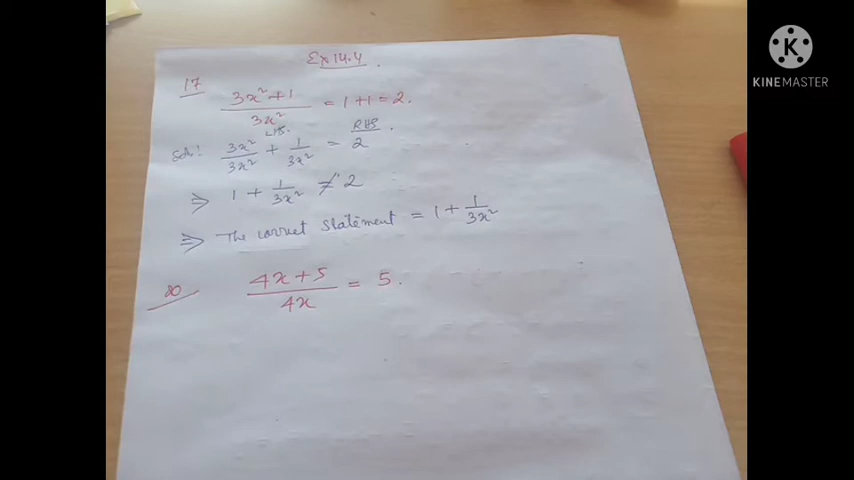 Ex 14.4.
17
3x²+1 / 3x² = 1+1 = 2.
LHS. RHS.
Sol: 3x²/3x² + 1/3x² = 2
⇒ 1 + 1/3x² ≠ 2
⇒ The correct statement = 1 + 1/3x²
20 4x+5 / 4x = 5.
K
KINEMASTER